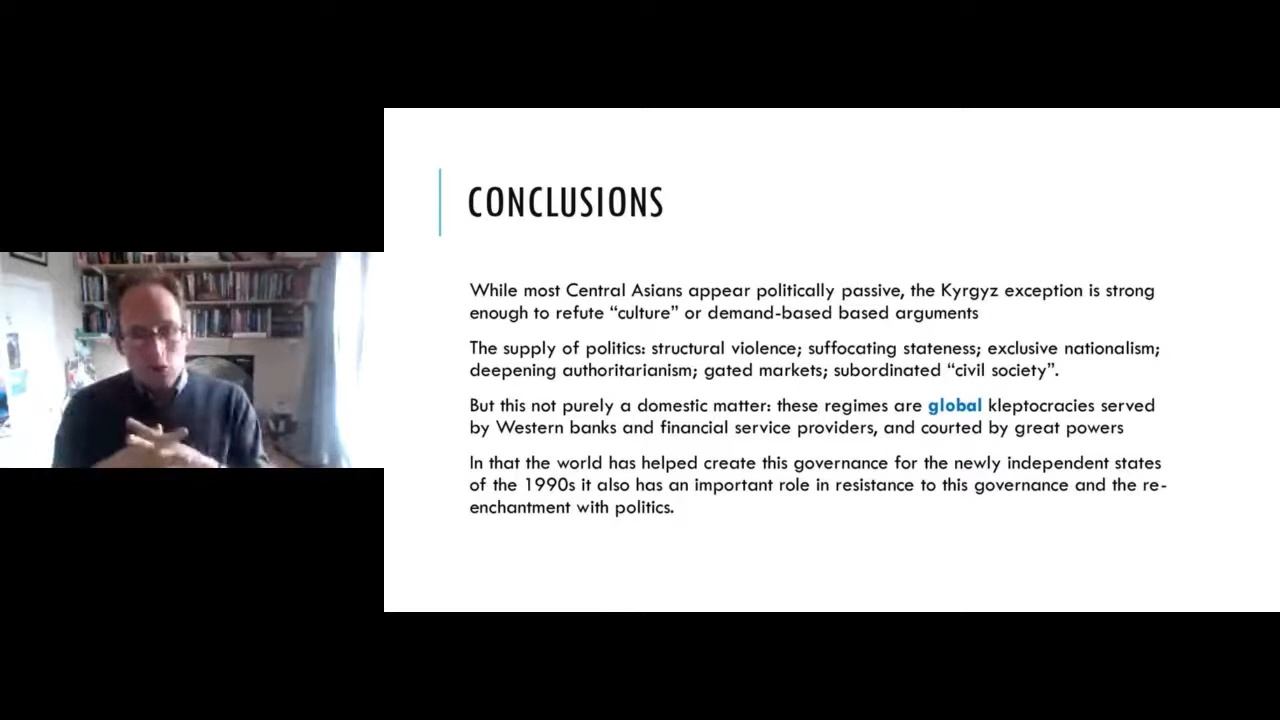 CONCLUSIONS
While most Central Asians appear politically passive, the Kyrgyz exception is strong
enough to refute “culture” or demand-based based arguments
The supply of politics: structural violence; suffocating stateness; exclusive nationalism;
deepening authoritarianism; gated markets; subordinated “civil society”.
But this not purely a domestic matter: these regimes are global kleptocracies served
by Western banks and financial service providers, and courted by great powers
In that the world has helped create this governance for the newly independent states
of the 1990s it also has an important role in resistance to this governance and the re-
enchantment with politics.